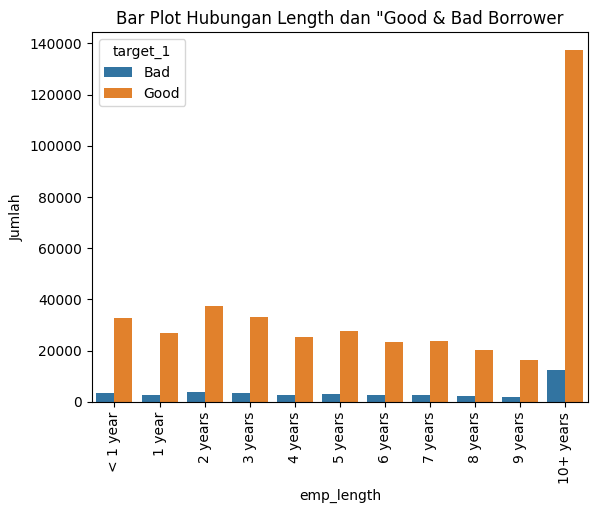 Bar Plot Hubungan Length dan "Good & Bad Borrower
target_1
Bad
Good
Jumlah
140000
120000
100000
80000
60000
40000
20000
0
< 1 year
1 year
2 years
3 years
4 years
5 years
6 years
7 years
8 years
9 years
10+ years
emp_length